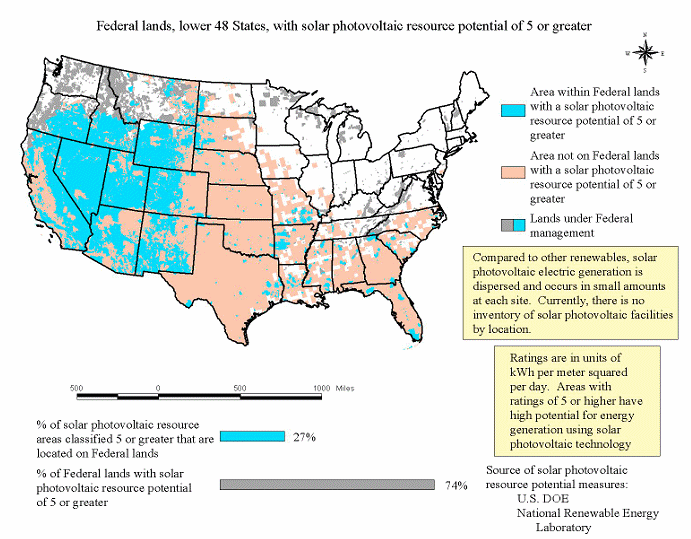 Federal lands, lower 48 States, with solar photovoltaic resource potential of 5 or greater
N
W E
S
Area within Federal lands
with a solar photovoltaic
resource potential of 5 or
greater
Area not on Federal lands
with a solar photovoltaic
resource potential of 5 or
greater
Lands under Federal
management
Compared to other renewables, solar
photovoltaic electric generation is
dispersed and occurs in small amounts
at each site. Currently, there is no
inventory of solar photovoltaic facilities
by location.
Ratings are in units of
kWh per meter squared
per day. Areas with
ratings of 5 or higher have
high potential for energy
generation using solar
photovoltaic technology
500 0 500 1000 Miles
% of solar photovoltaic resource
areas classified 5 or greater that are
located on Federal lands
27%
% of Federal lands with solar
photovoltaic resource potential
of 5 or greater
74%
Source of solar photovoltaic
resource potential measures:
U.S. DOE
National Renewable Energy
Laboratory